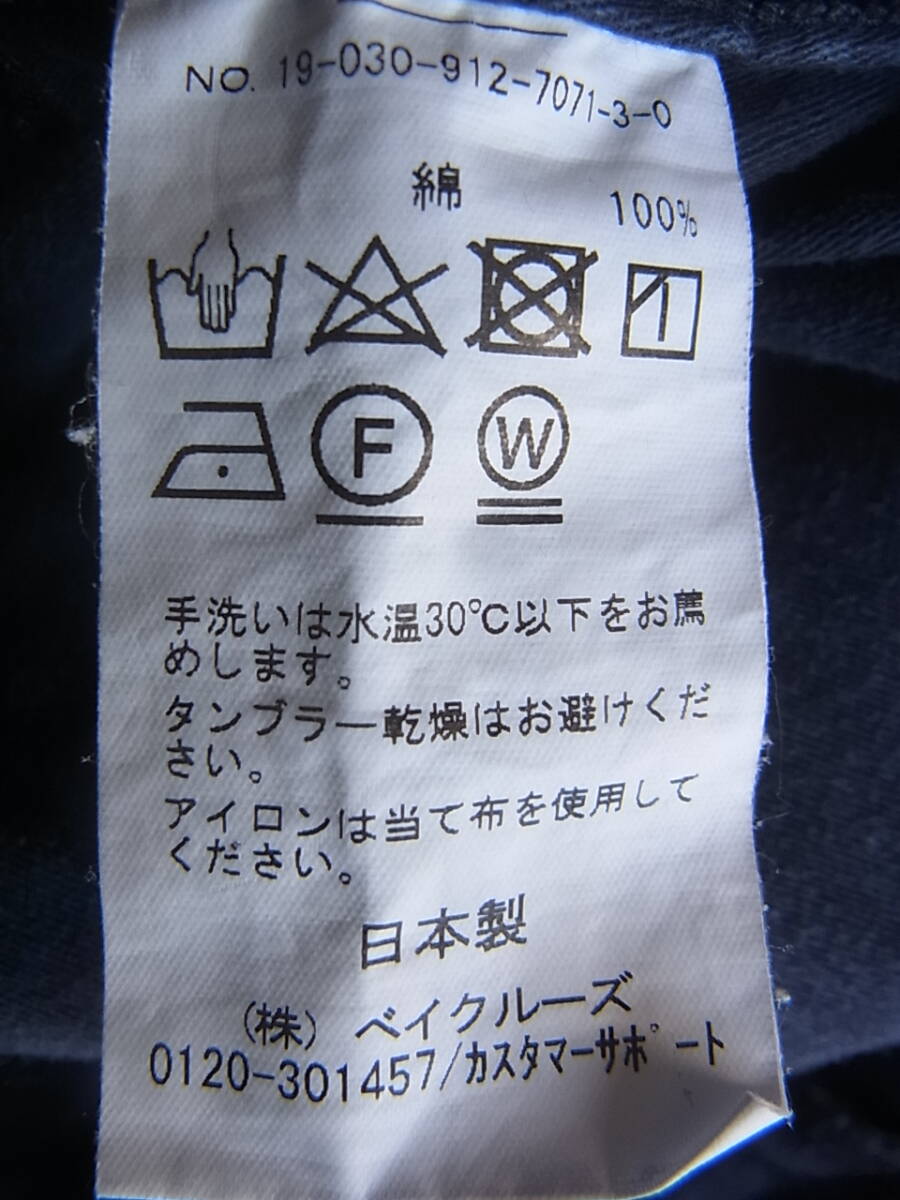 NO. 19-030-912-7071-3-0
綿 100%
F W
手洗いは水温30℃以下をお薦
めします。
タンブラー乾燥はお避けくだ
さい。
アイロンは当て布を使用して
ください。
日本製
(株) ベイクルーズ
0120-301457/ｶｽﾀﾏｰｻﾎﾟｰﾄ